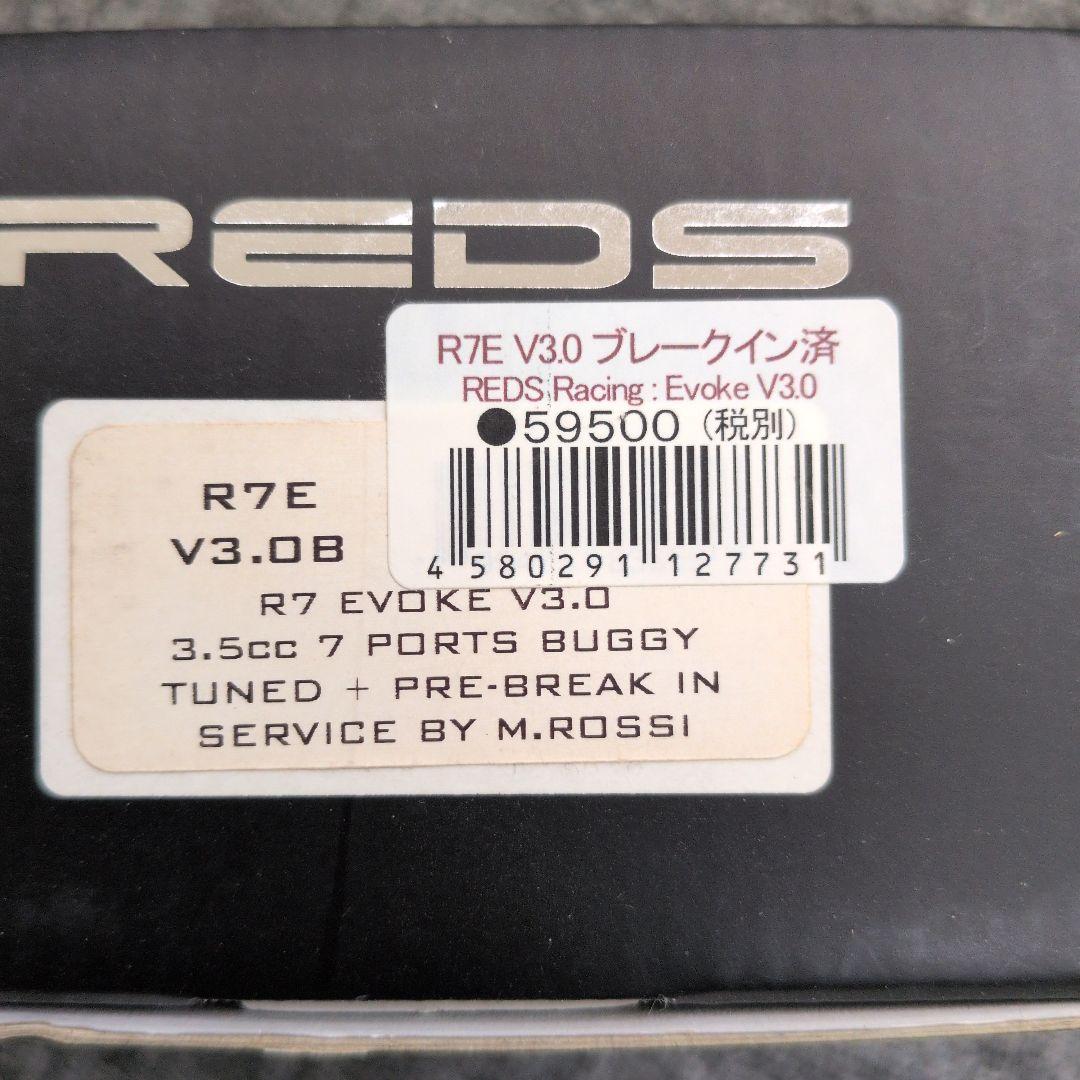 REDS
R7E V3.0 ブレークイン済
REDS Racing : Evoke V3.0
●59500 (税別)
4 580291 127731
R7E
V3.0B
R7 EVOKE V3.0
3.5cc 7 PORTS BUGGY
TUNED + PRE-BREAK IN
SERVICE BY M.ROSSI